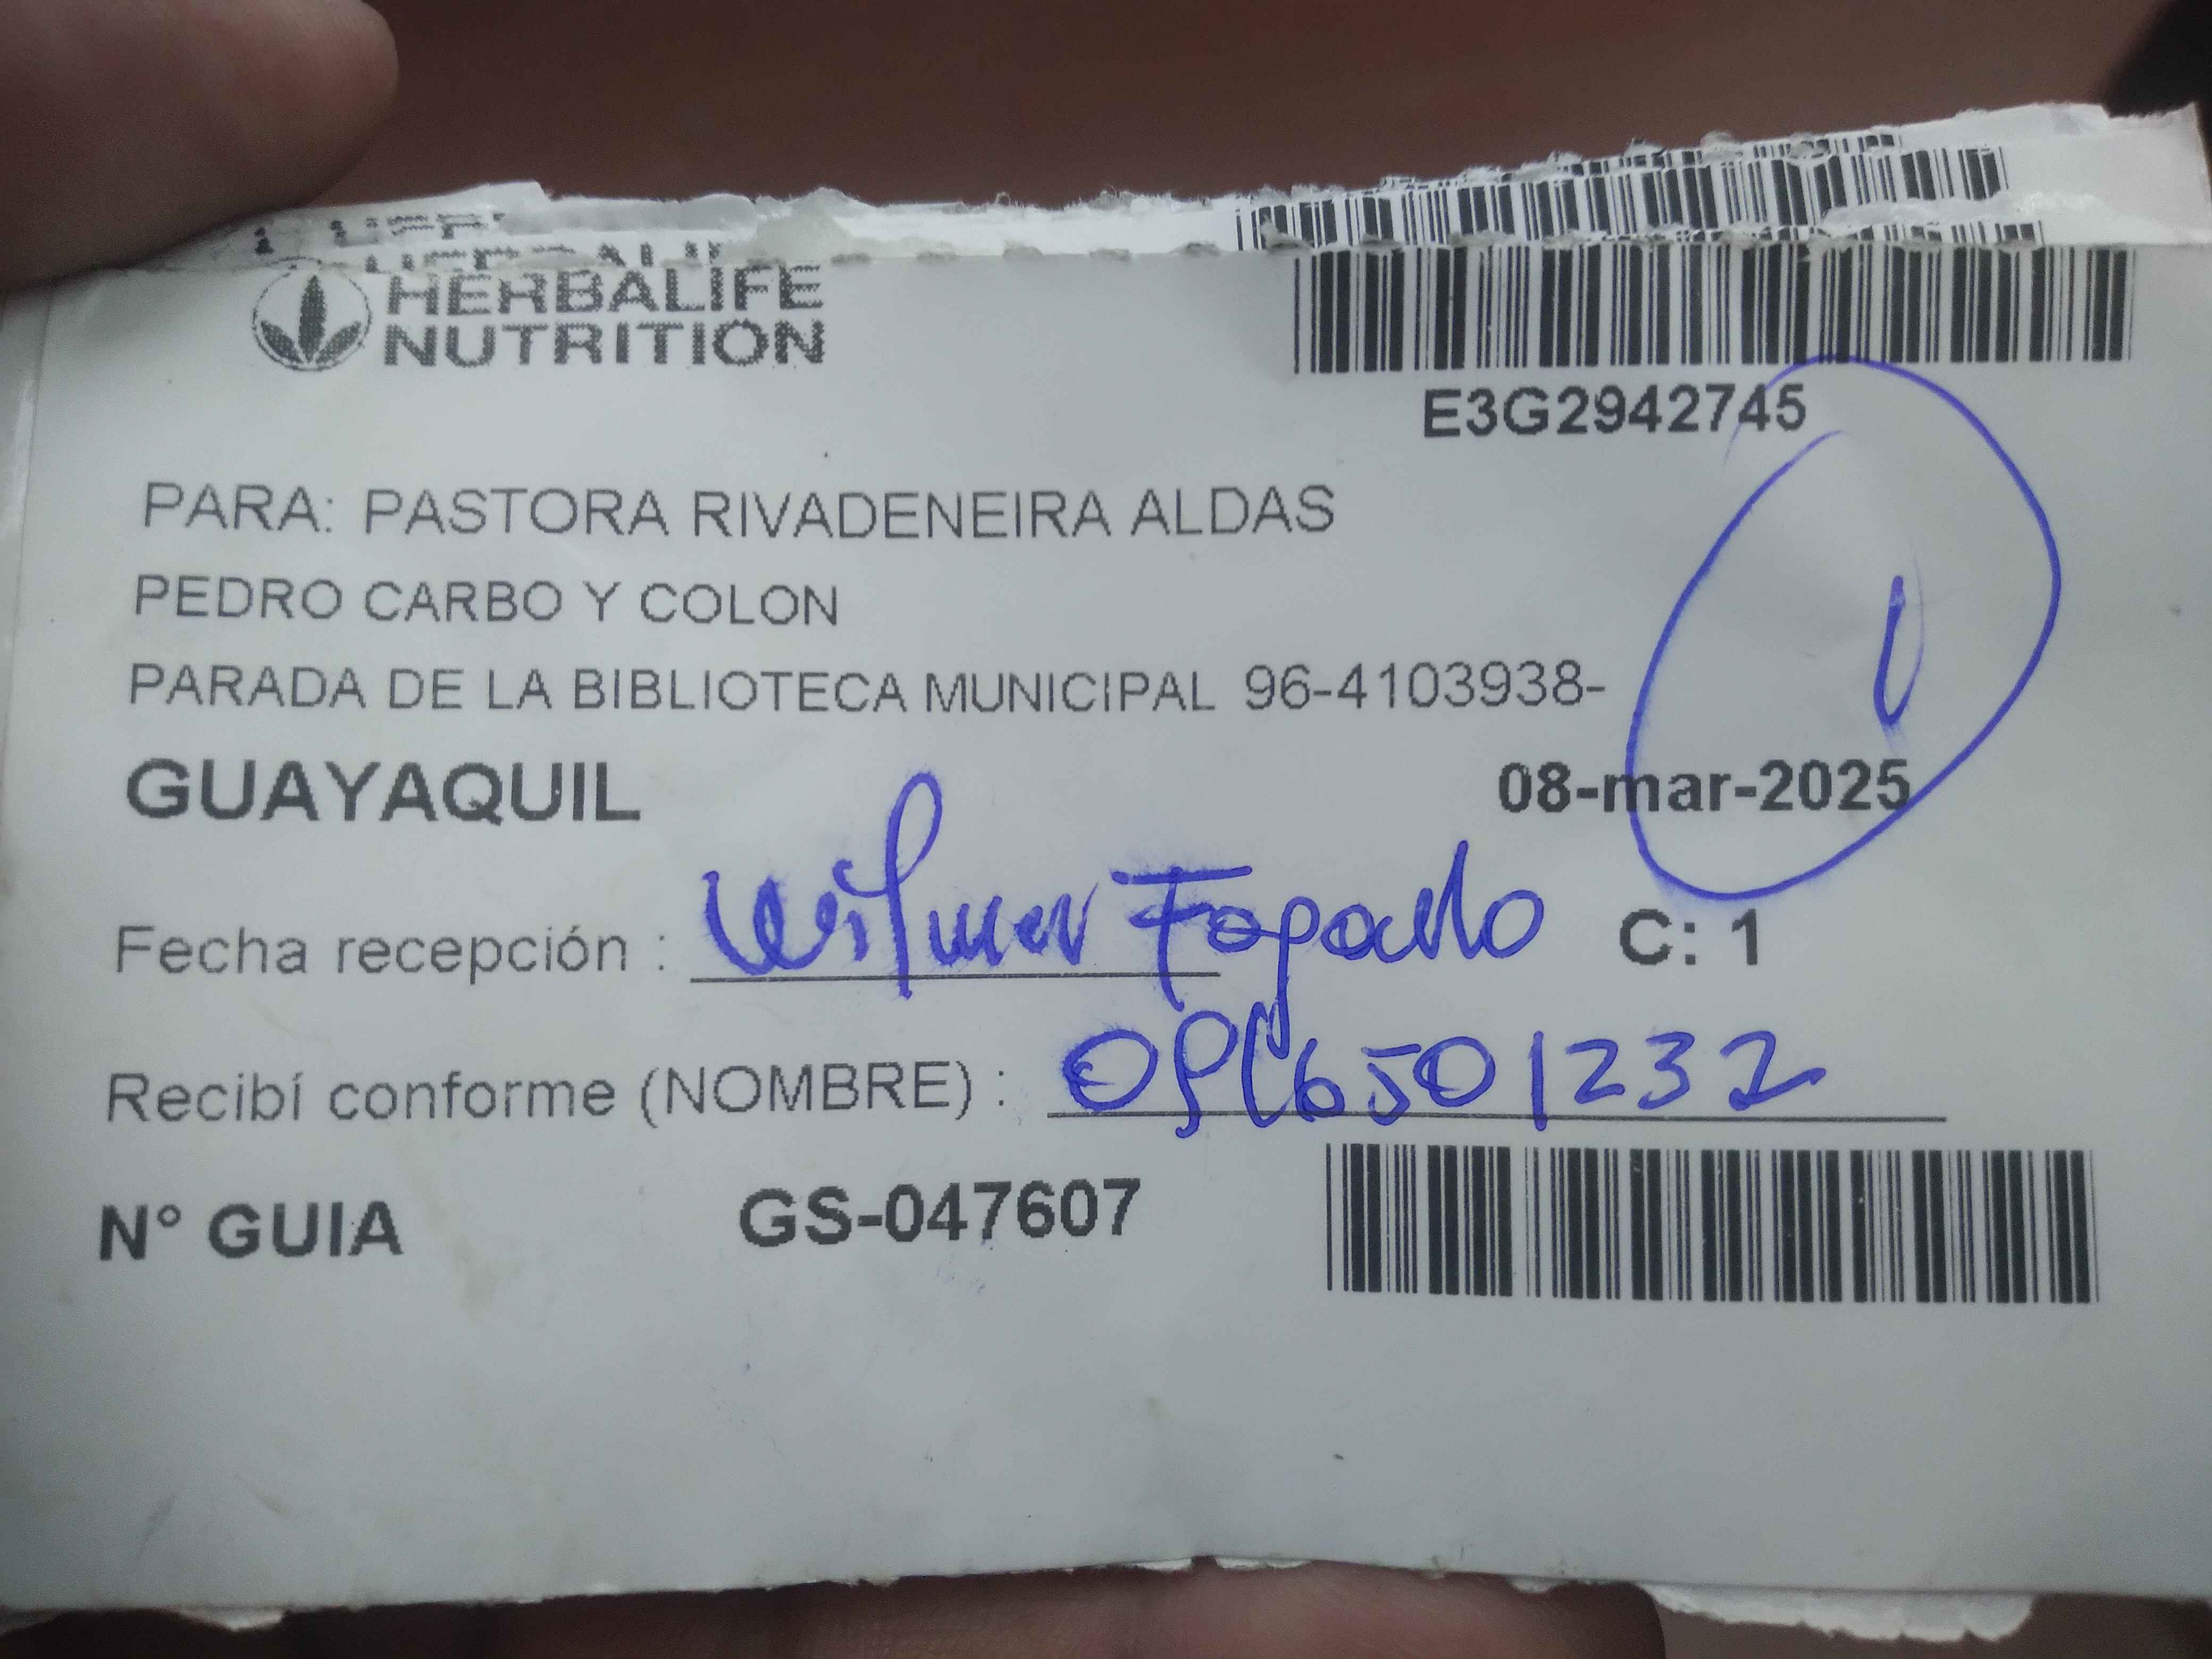 HERBALIFE
NUTRITION
E3G2942745
PARA: PASTORA RIVADENEIRA ALDAS
PEDRO CARBO Y COLON
PARADA DE LA BIBLIOTECA MUNICIPAL 96-4103938-
GUAYAQUIL 08-mar-2025
Fecha recepción : Wilmer C: 1
Recibí conforme (NOMBRE) :
N° GUIA GS-047607